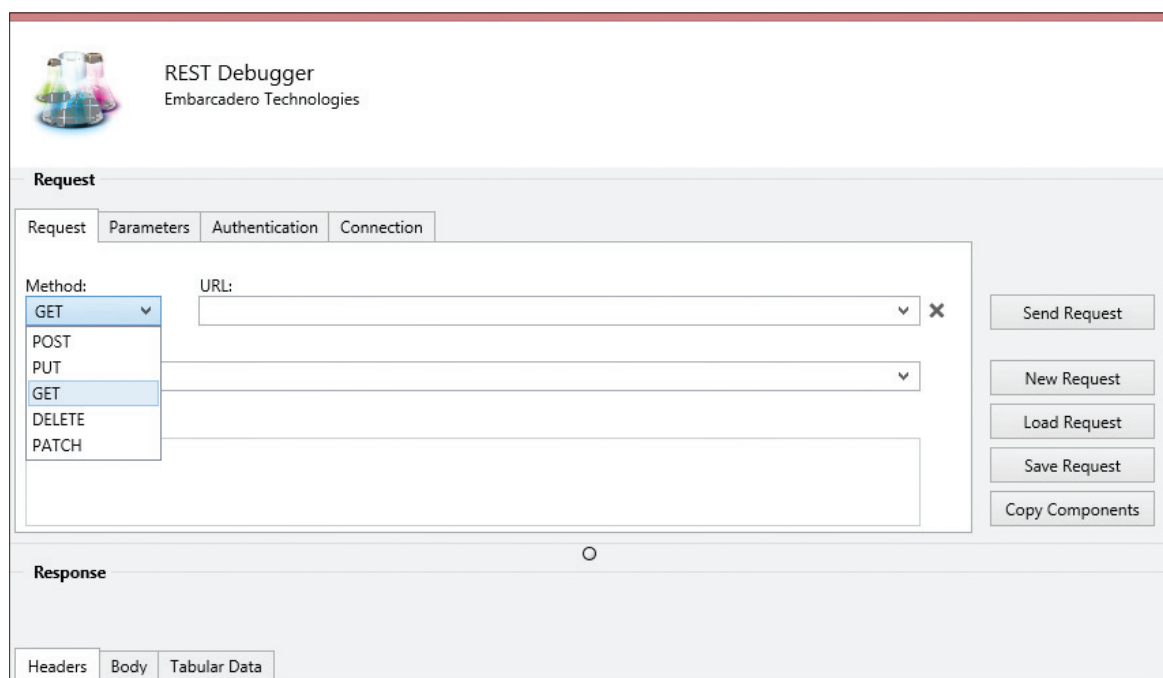 REST Debugger
Embarcadero Technologies
Request
Request Parameters Authentication Connection
Method: URL:
GET
Send Request
POST
PUT
GET
DELETE
PATCH
New Request
Load Request
Save Request
Copy Components
Response
Headers Body Tabular Data